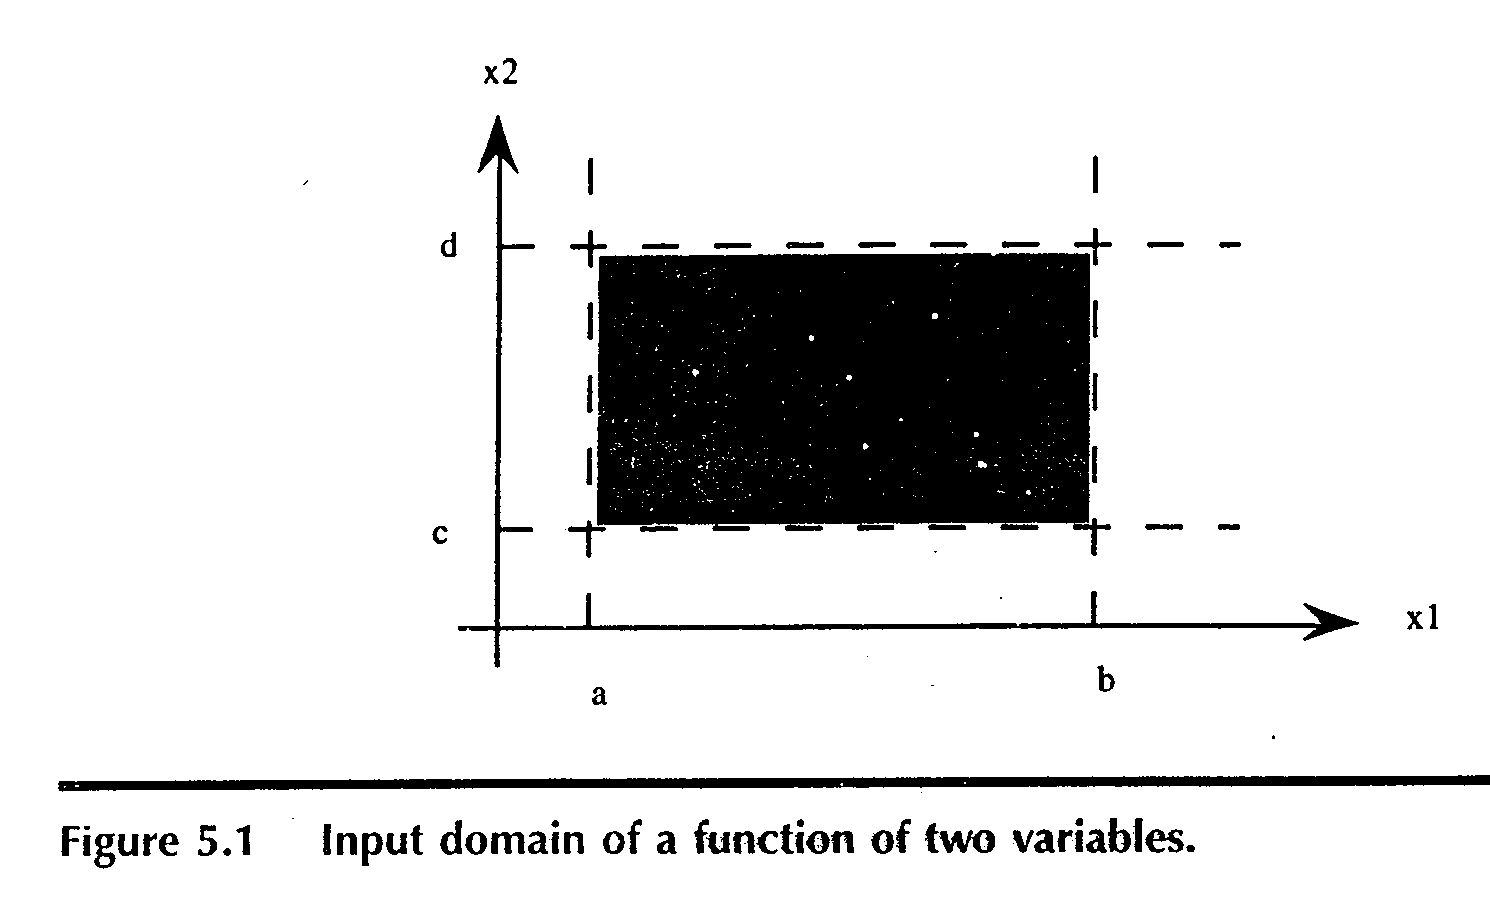 x2
d
c
x1
a
b
Figure 5.1 Input domain of a function of two variables.